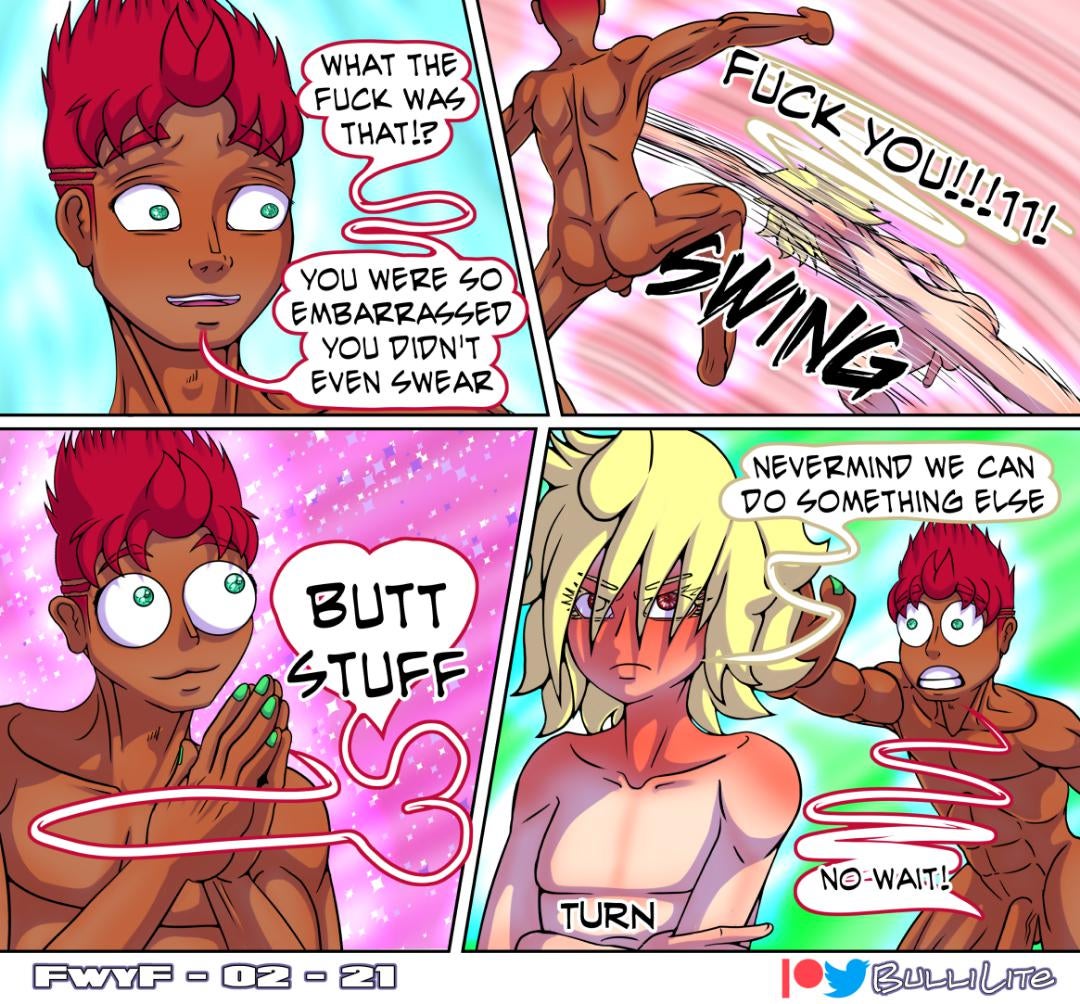 WHAT THE
FUCK WAS
THAT!?
YOU WERE SO
EMBARRASSED
YOU DIDN'T
EVEN SWEAR
FUCK YOU!!!11!
SWING
BUTT
STUFF
NEVERMIND WE CAN
DO SOMETHING ELSE
NO-WAIT!
TURN
FWYF - 02 - 21
BULLILITE